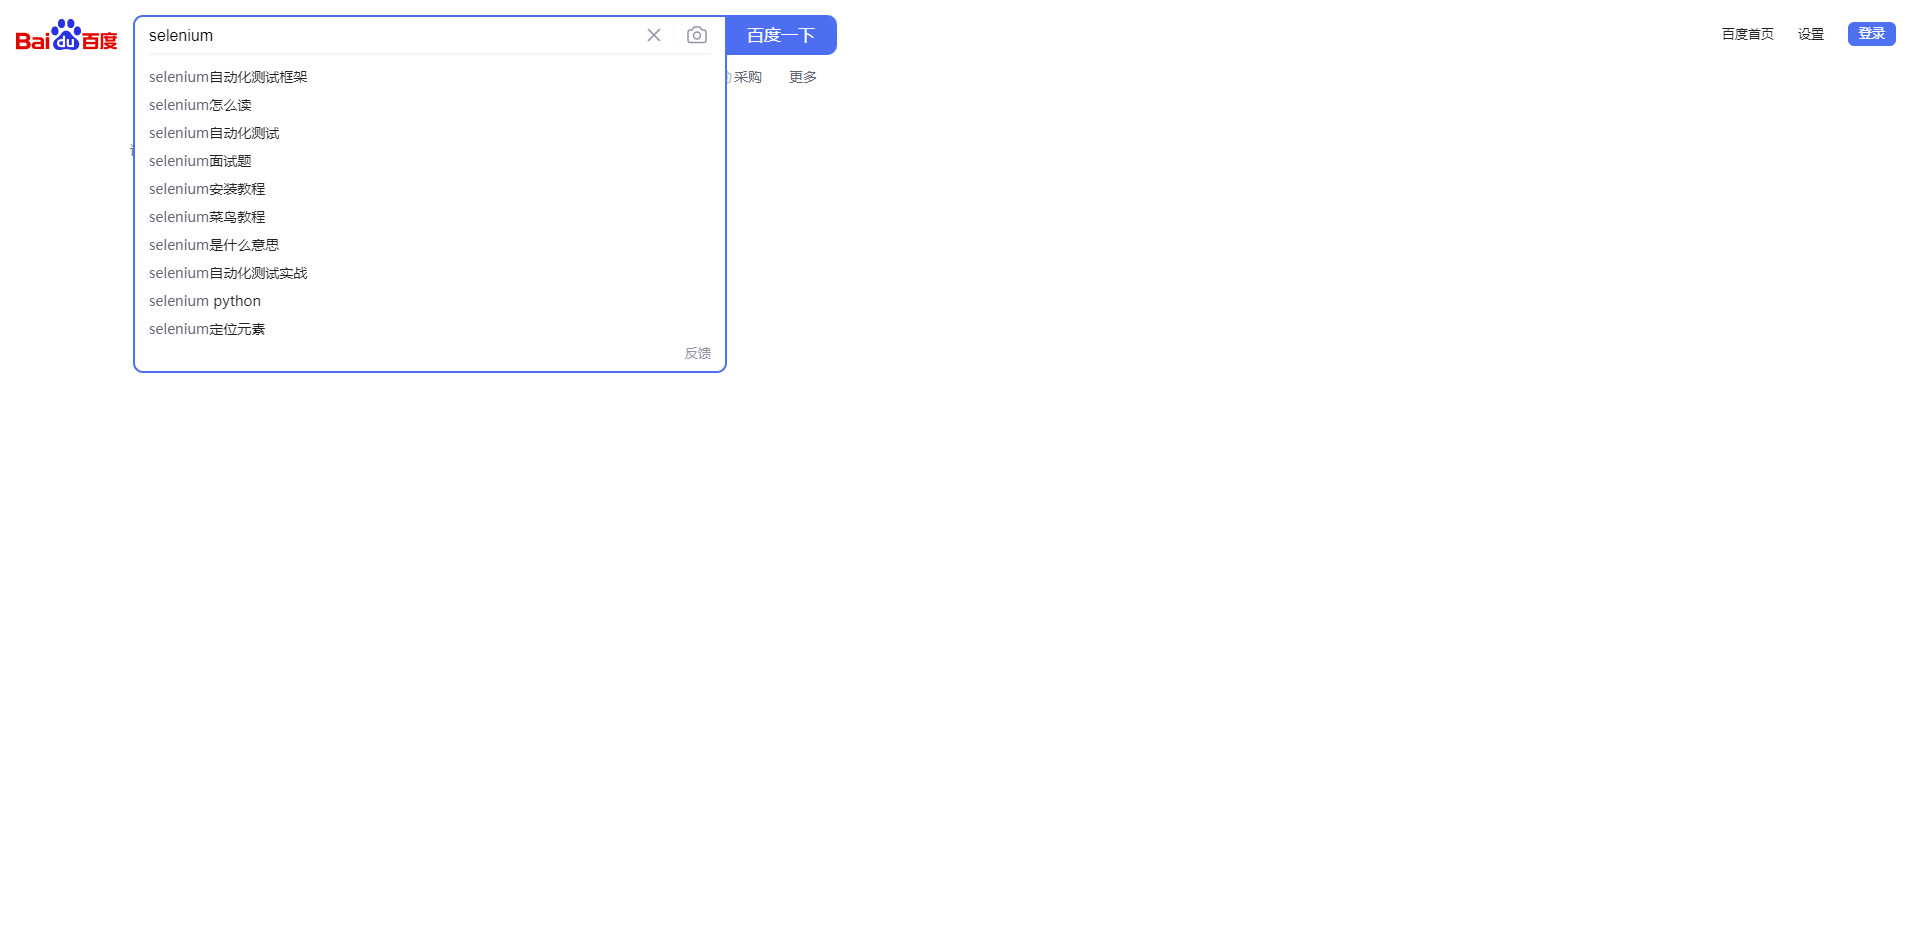 Bai du 百度
selenium
百度一下
百度首页 设置 登录
selenium自动化测试框架
采购 更多
selenium怎么读
selenium自动化测试
selenium面试题
selenium安装教程
selenium菜鸟教程
selenium是什么意思
selenium自动化测试实战
selenium python
selenium定位元素
反馈